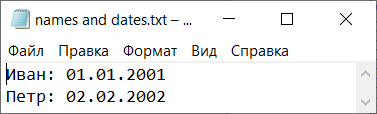 names and dates.txt – ...
Файл Правка Формат Вид Справка
Иван: 01.01.2001
Петр: 02.02.2002